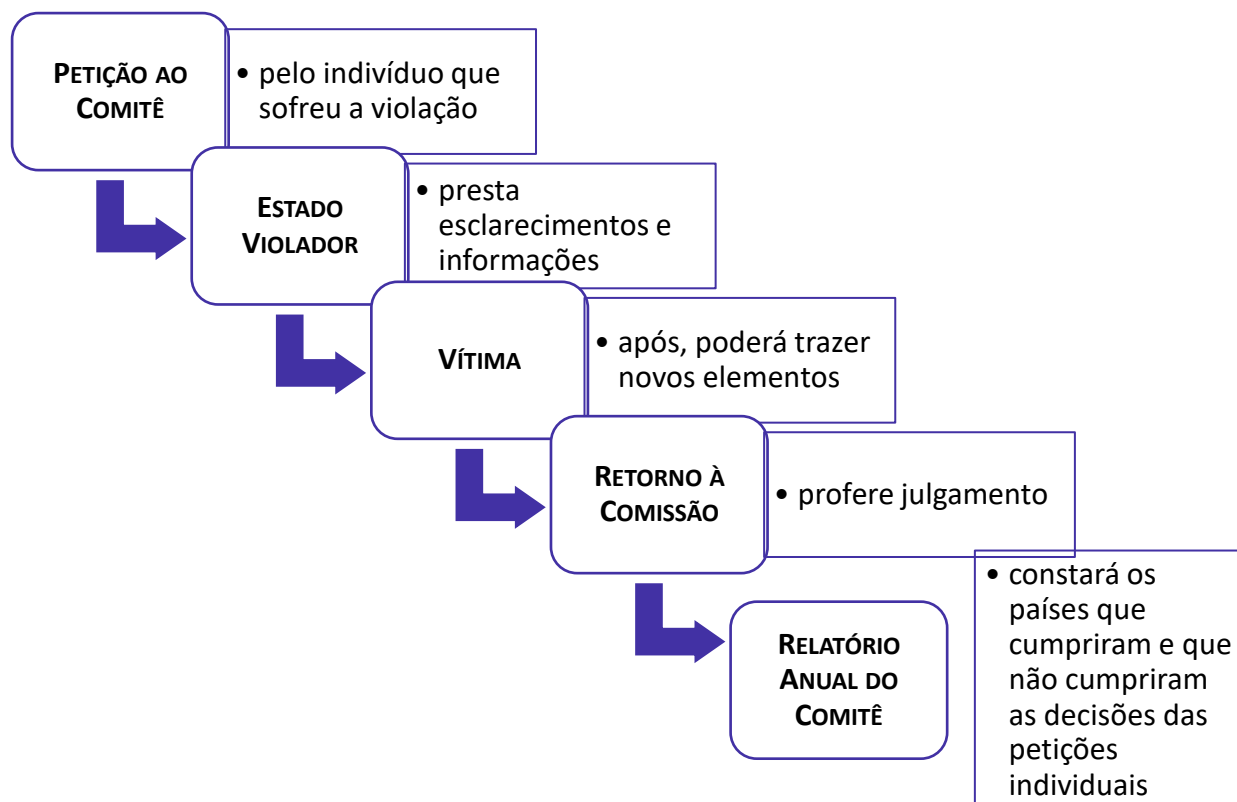 PETIÇÃO AO
COMITÊ
• pelo indivíduo que
sofreu a violação
ESTADO
VIOLADOR
• presta
esclarecimentos e
informações
VÍTIMA
• após, poderá trazer
novos elementos
RETORNO À
COMISSÃO
• profere julgamento
RELATÓRIO
ANUAL DO
COMITÊ
• constará os
países que
cumpriram e que
não cumpriram
as decisões das
petições
individuais